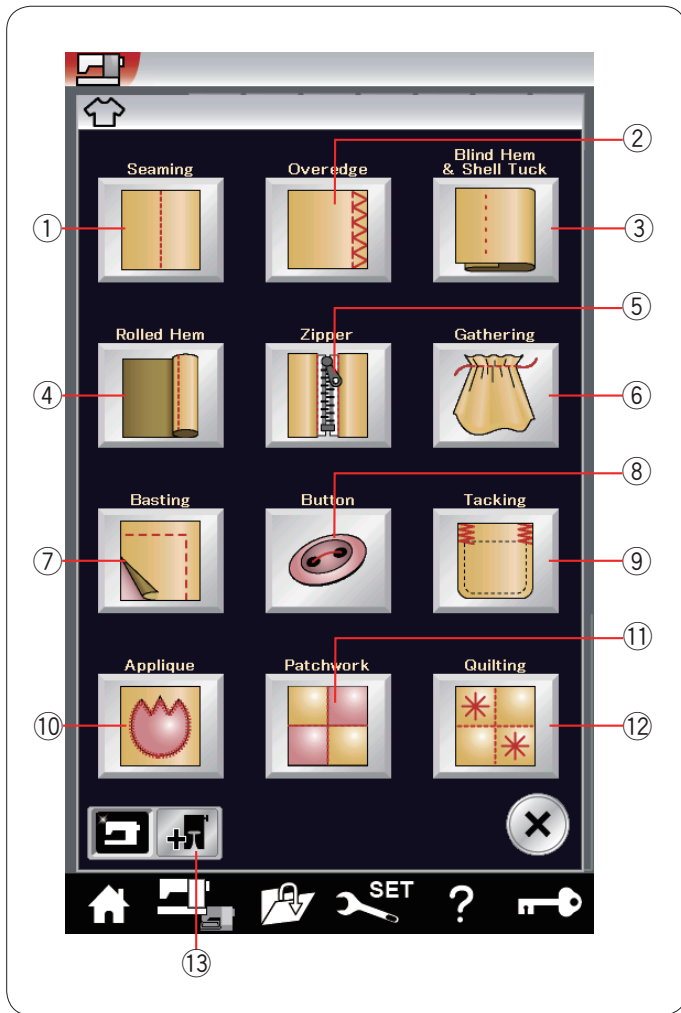 ②
Seaming Overedge Blind Hem
& Shell Tuck
① ③
⑤
Rolled Hem Zipper Gathering
④ ⑥
⑧
Basting Button Tacking
⑦ ⑨
⑪
Applique Patchwork Quilting
⑩ ⑫
SET
?
⑬